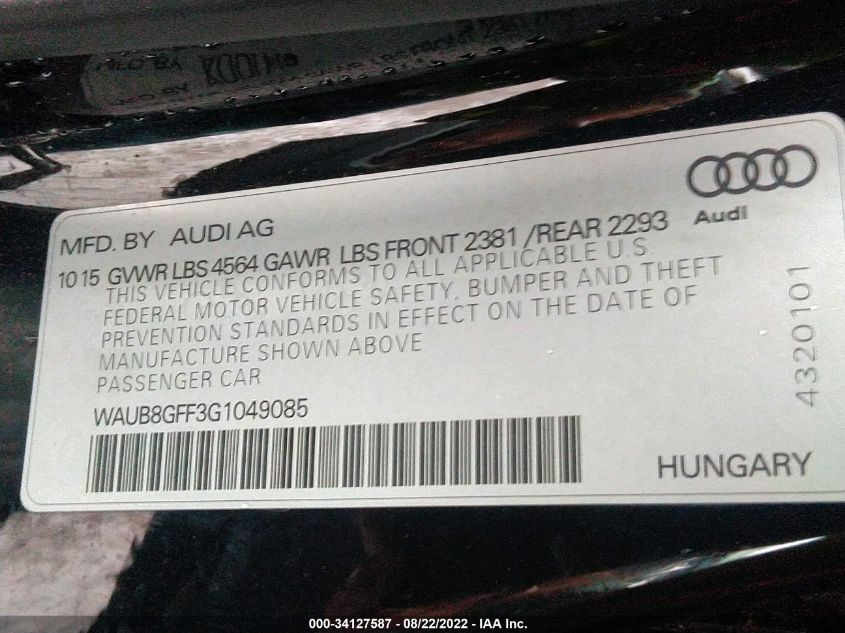 MFD. BY AUDI AG
Audi
10 15 GVWR LBS 4564 GAWR LBS FRONT 2381 /REAR 2293
THIS VEHICLE CONFORMS TO ALL APPLICABLE U.S.
FEDERAL MOTOR VEHICLE SAFETY, BUMPER AND THEFT
PREVENTION STANDARDS IN EFFECT ON THE DATE OF
MANUFACTURE SHOWN ABOVE
PASSENGER CAR
WAUB8GFF3G1049085
HUNGARY
4320101
000-34127587 - 08/22/2022 - IAA Inc.